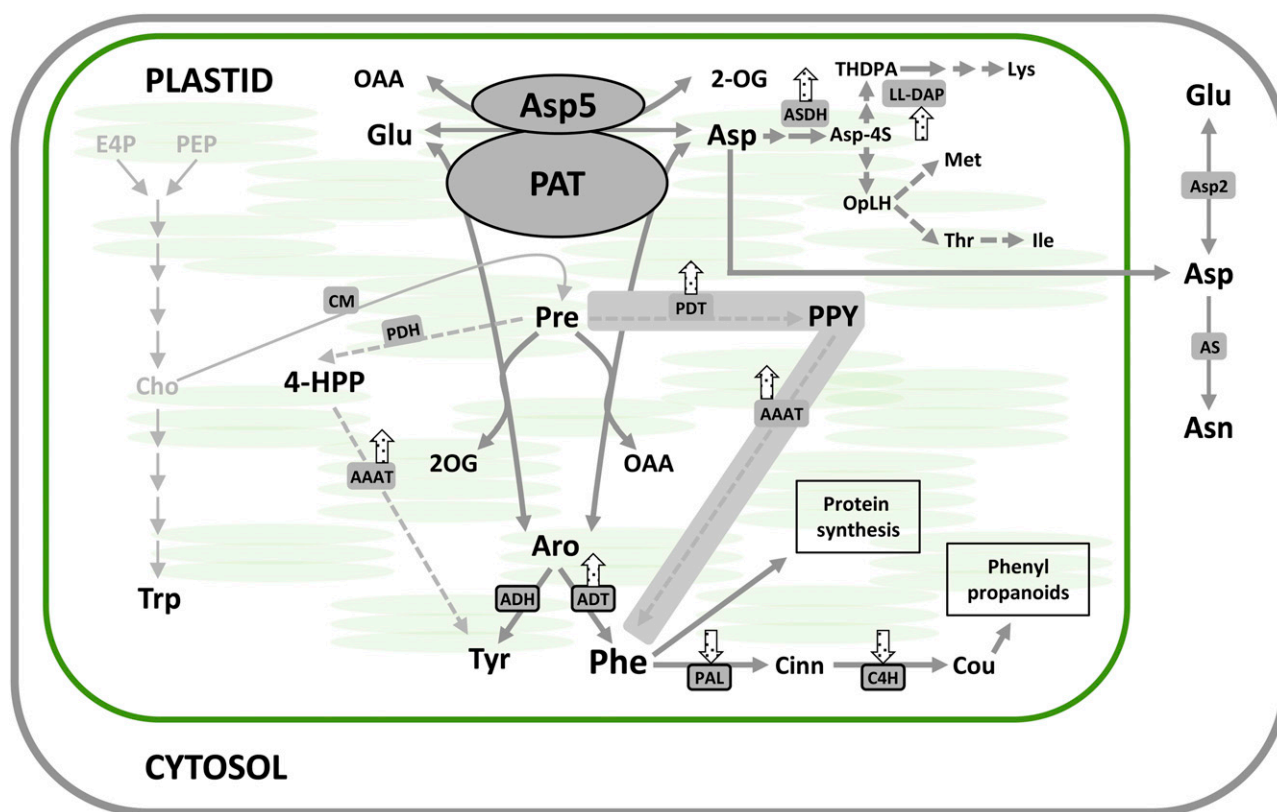 PLASTID
OAA
Asp5
2-OG
THDPA
Lys
LL-DAP
ASDH
Glu
Glu
Asp
Asp-4S
E4P
PEP
PAT
Met
Asp2
OpLH
Thr
Ile
Asp
CM
PDT
Pre
PPY
PDH
AS
Cho
4-HPP
AAAT
Asn
2OG
OAA
AAAT
Protein
synthesis
Aro
Phenyl
propanoids
Trp
ADH
ADT
Tyr
Phe
PAL
Cinn
C4H
Cou
CYTOSOL